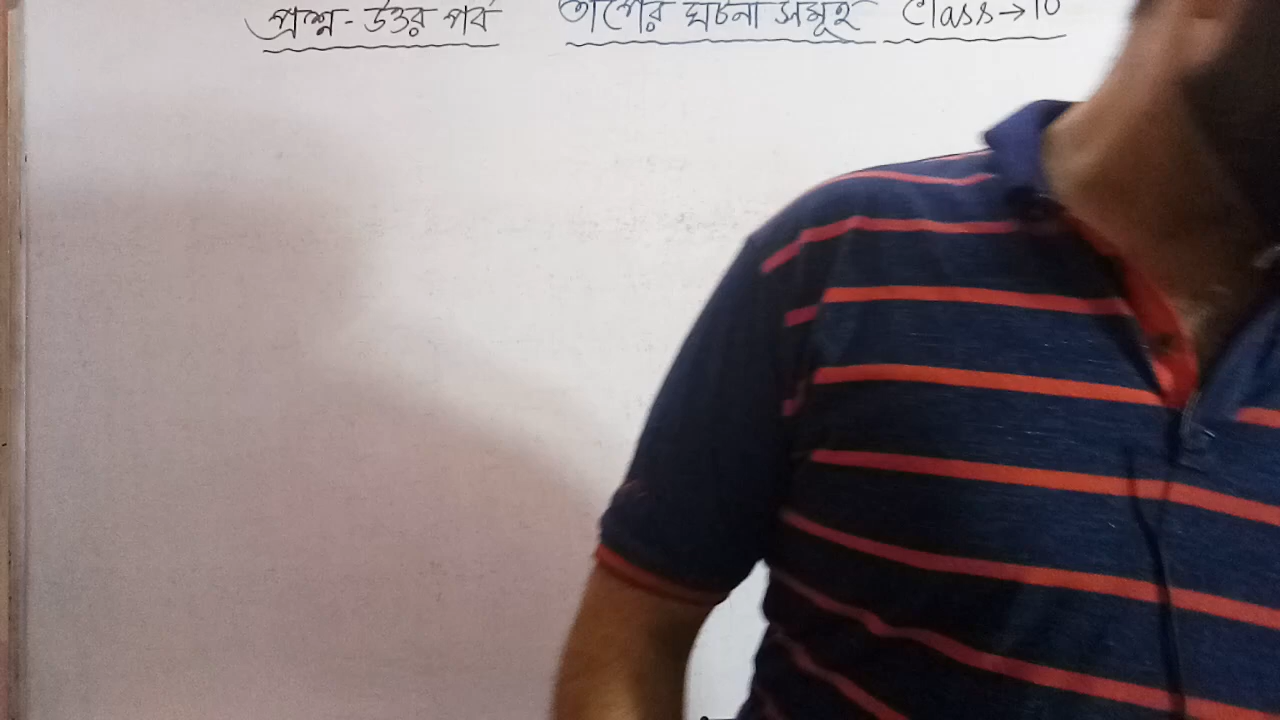 প্রশ্ন - উত্তর পর্ব তাপের ঘটনা সমূহ Class → 10